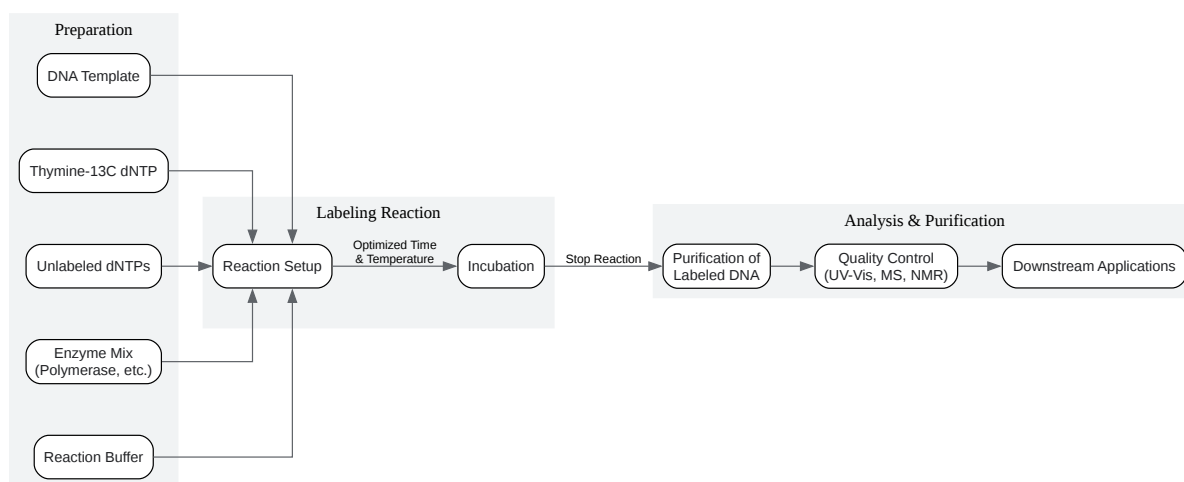 Preparation
DNA Template
Thymine-13C dNTP
Unlabeled dNTPs
Enzyme Mix
(Polymerase, etc.)
Reaction Buffer
Labeling Reaction
Reaction Setup
Optimized Time
& Temperature
Incubation
Stop Reaction
Analysis & Purification
Purification of
Labeled DNA
Quality Control
(UV-Vis, MS, NMR)
Downstream Applications